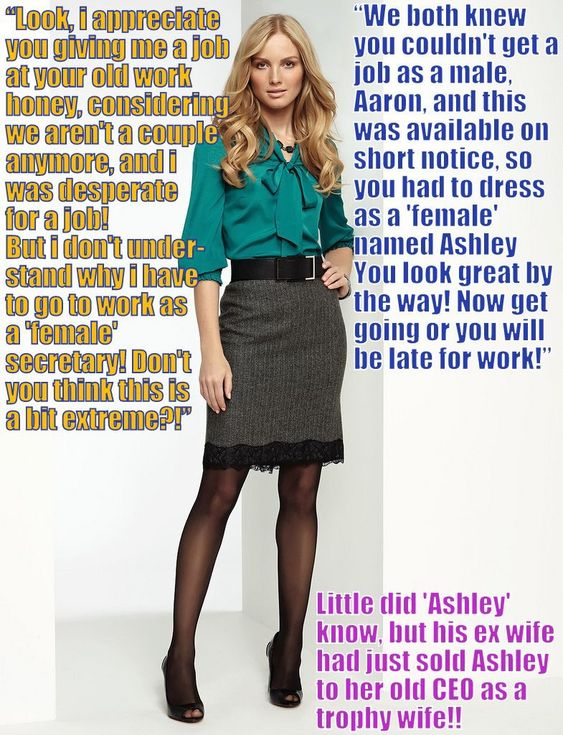 “Look, i appreciate
you giving me a job
at your old work
honey, considering
we aren't a couple
anymore, and i
was desperate
for a job!
But i don't under-
stand why i have
to go to work as
a 'female'
secretary! Don't
you think this is
a bit extreme?!”
“We both knew
you couldn't get a
job as a male,
Aaron, and this
was available on
short notice, so
you had to dress
as a 'female'
named Ashley
You look great by
the way! Now get
going or you will
be late for work!”
Little did 'Ashley'
know, but his ex wife
had just sold Ashley
to her old CEO as a
trophy wife!!